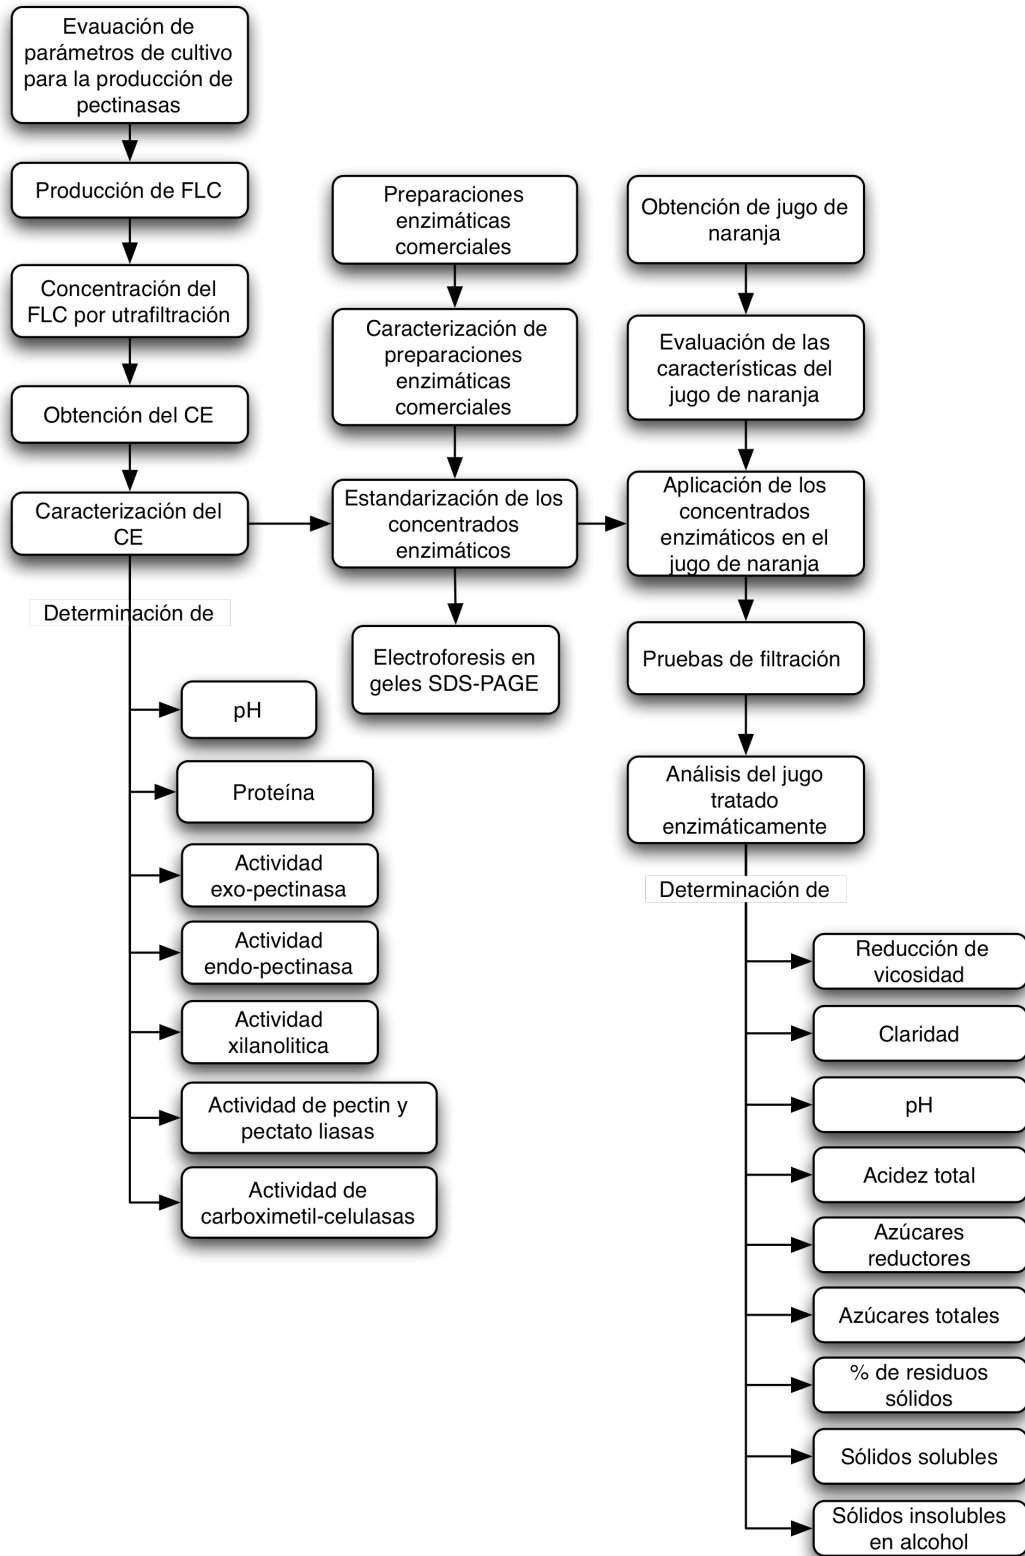 Evauación de
parámetros de cultivo
para la producción de
pectinasas
Producción de FLC
Concentración del
FLC por utrafiltración
Obtención del CE
Caracterización del
CE
Determinación de
pH
Proteína
Actividad
exo-pectinasa
Actividad
endo-pectinasa
Actividad
xilanolitica
Actividad de pectin y
pectato liasas
Actividad de
carboximetil-celulasas
Preparaciones
enzimáticas
comerciales
Caracterización de
preparaciones
enzimáticas
comerciales
Estandarización de los
concentrados
enzimáticos
Electroforesis en
geles SDS-PAGE
Obtención de jugo de
naranja
Evaluación de las
características del
jugo de naranja
Aplicación de los
concentrados
enzimáticos en el
jugo de naranja
Pruebas de filtración
Análisis del jugo
tratado
enzimáticamente
Determinación de
Reducción de
vicosidad
Claridad
pH
Acidez total
Azúcares
reductores
Azúcares totales
% de residuos
sólidos
Sólidos solubles
Sólidos insolubles
en alcohol